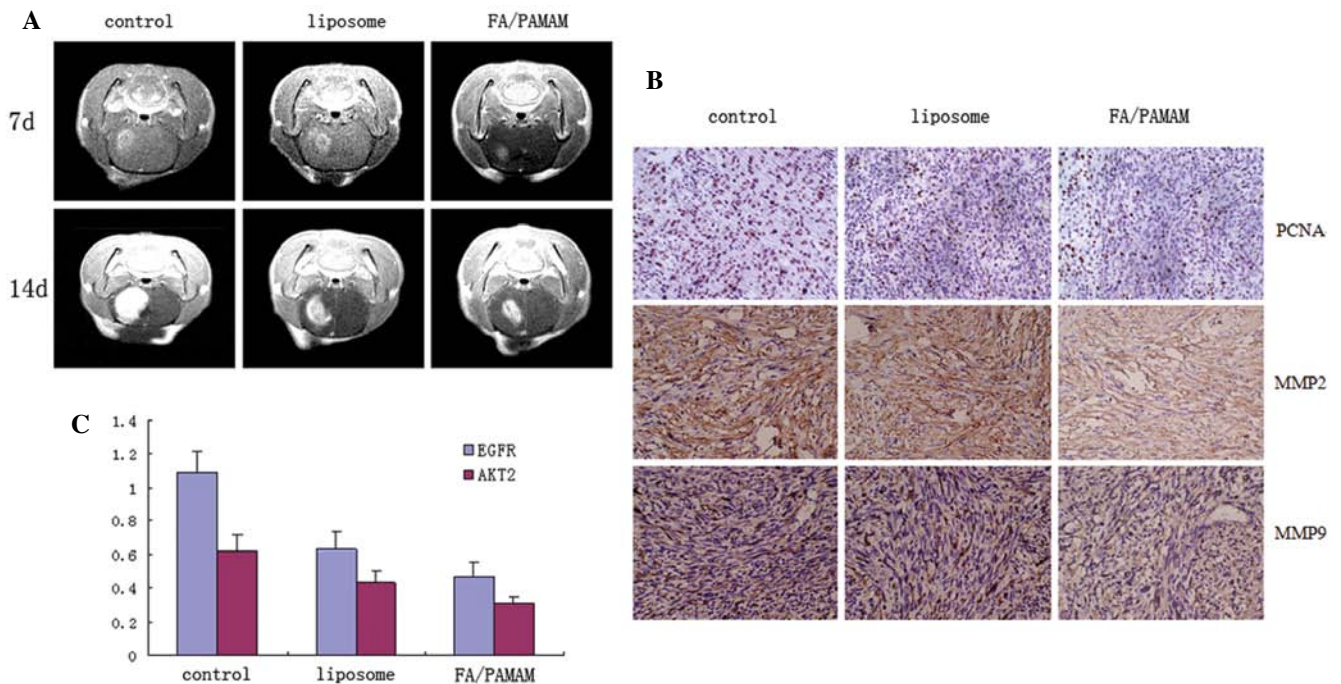 A
control liposome FA/PAMAM
7d
14d
B
control liposome FA/PAMAM
PCNA
MMP2
MMP9
C
1.4
1.2
1
0.8
0.6
0.4
0.2
0
EGFR
AKT2
control liposome FA/PAMAM